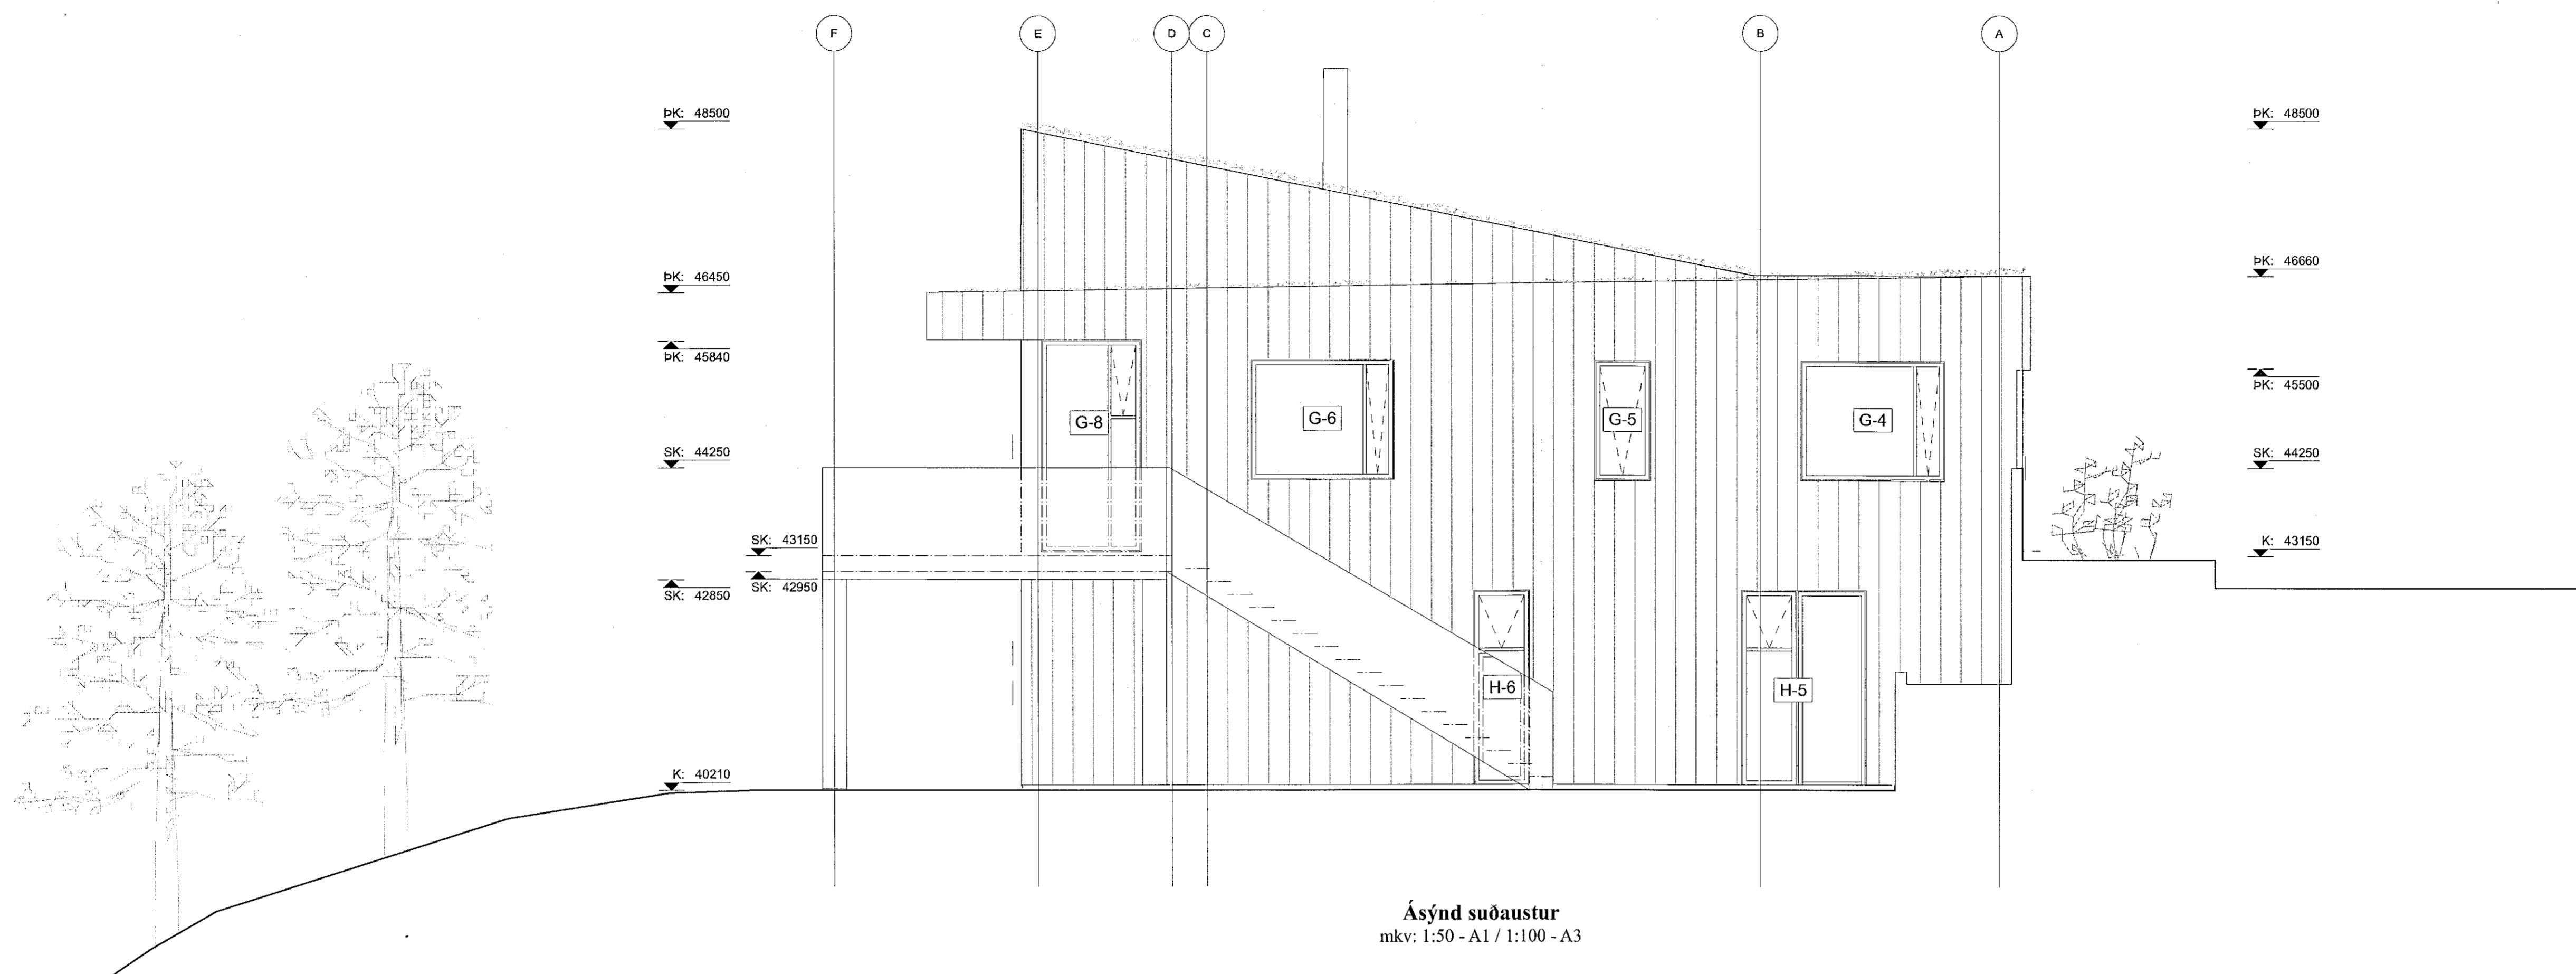 F E D C B A
ÞK: 48500
ÞK: 48500
ÞK: 46450
ÞK: 46660
ÞK: 45840
ÞK: 45500
G-8
G-6
G-5
G-4
SK: 44250
SK: 44250
SK: 43150
K: 43150
SK: 42850
SK: 42950
H-6
H-5
K: 40210
Ásýnd suðaustur
mkv: 1:50 - A1 / 1:100 - A3